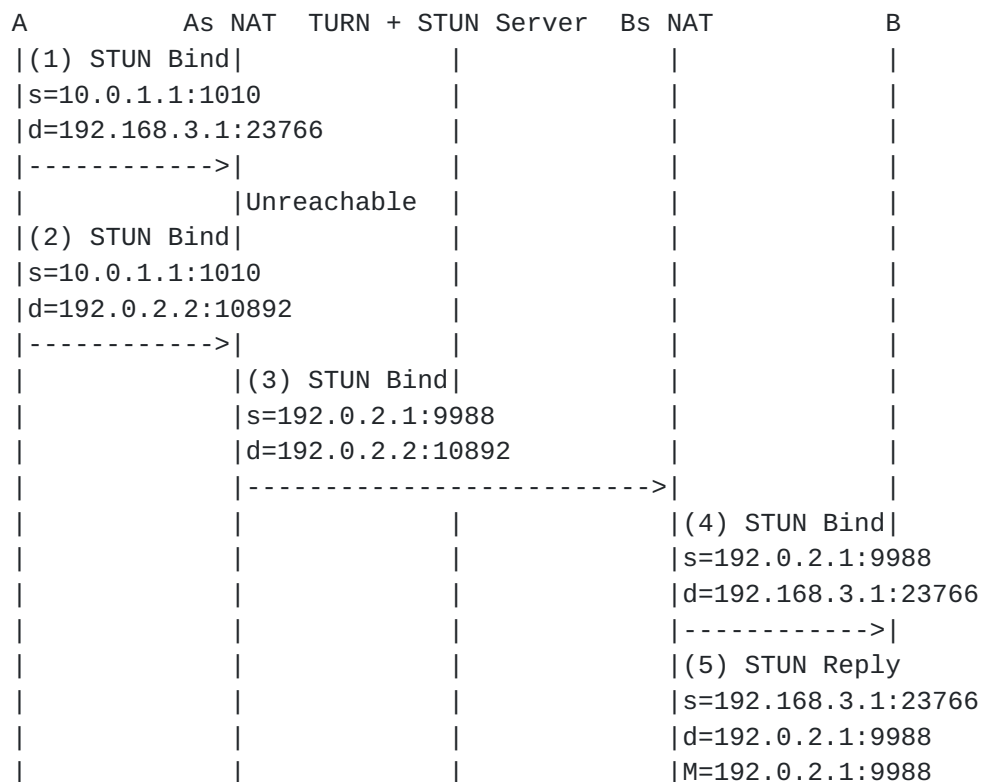 A           As NAT  TURN + STUN Server  Bs NAT           B
|(1) STUN Bind|            |            |            |
|s=10.0.1.1:1010           |            |            |
|d=192.168.3.1:23766       |            |            |
|------------>|            |            |            |
|            |Unreachable  |            |            |
|(2) STUN Bind|            |            |            |
|s=10.0.1.1:1010           |            |            |
|d=192.0.2.2:10892         |            |            |
|------------>|            |            |            |
|            |(3) STUN Bind|            |            |
|            |s=192.0.2.1:9988          |            |
|            |d=192.0.2.2:10892         |            |
|            |------------------------->|            |
|            |            |            |(4) STUN Bind|
|            |            |            |s=192.0.2.1:9988
|            |            |            |d=192.168.3.1:23766
|            |            |            |------------>|
|            |            |            |(5) STUN Reply
|            |            |            |s=192.168.3.1:23766
|            |            |            |d=192.0.2.1:9988
|            |            |            |M=192.0.2.1:9988